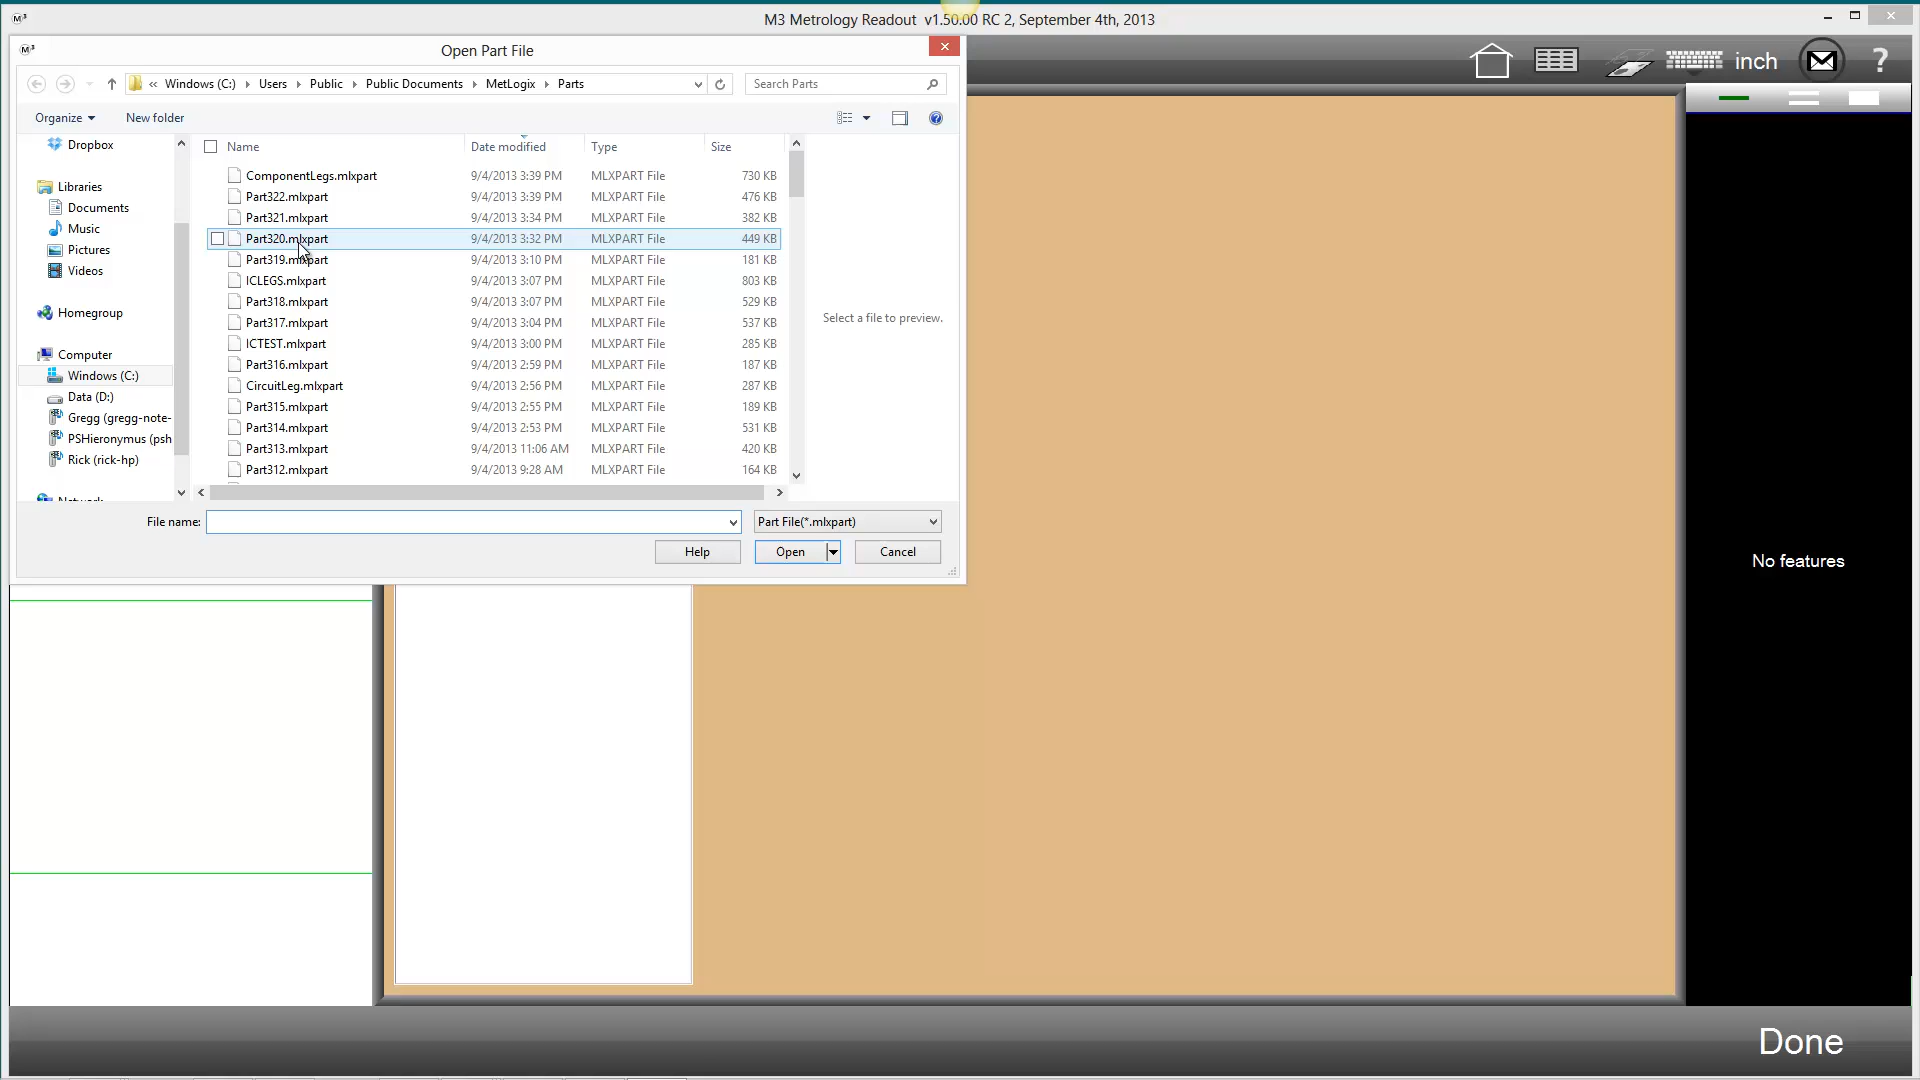 M3 Metrology Readout v1.50.00 RC 2, September 4th, 2013
M³
Open Part File
M³
« Windows (C:) Users Public Public Documents MetLogix Parts
Search Parts
inch
?
Organize
New folder
Dropbox
Libraries
Documents
Music
Pictures
Videos
Homegroup
Computer
Windows (C:)
Data (D:)
Gregg (gregg-note-
PSHieronymus (psh
Rick (rick-hp)
Network
Name Date modified Type Size
ComponentLegs.mlxpart 9/4/2013 3:39 PM MLXPART File 730 KB
Part322.mlxpart 9/4/2013 3:39 PM MLXPART File 476 KB
Part321.mlxpart 9/4/2013 3:34 PM MLXPART File 382 KB
Part320.mlxpart 9/4/2013 3:32 PM MLXPART File 449 KB
Part319.mlxpart 9/4/2013 3:10 PM MLXPART File 181 KB
ICLEGS.mlxpart 9/4/2013 3:07 PM MLXPART File 803 KB
Part318.mlxpart 9/4/2013 3:07 PM MLXPART File 529 KB
Part317.mlxpart 9/4/2013 3:04 PM MLXPART File 537 KB
ICTEST.mlxpart 9/4/2013 3:00 PM MLXPART File 285 KB
Part316.mlxpart 9/4/2013 2:59 PM MLXPART File 187 KB
CircuitLeg.mlxpart 9/4/2013 2:56 PM MLXPART File 287 KB
Part315.mlxpart 9/4/2013 2:55 PM MLXPART File 189 KB
Part314.mlxpart 9/4/2013 2:53 PM MLXPART File 531 KB
Part313.mlxpart 9/4/2013 11:06 AM MLXPART File 420 KB
Part312.mlxpart 9/4/2013 9:28 AM MLXPART File 164 KB
Select a file to preview.
File name:
Part File(*.mlxpart)
Help
Open
Cancel
No features
Done